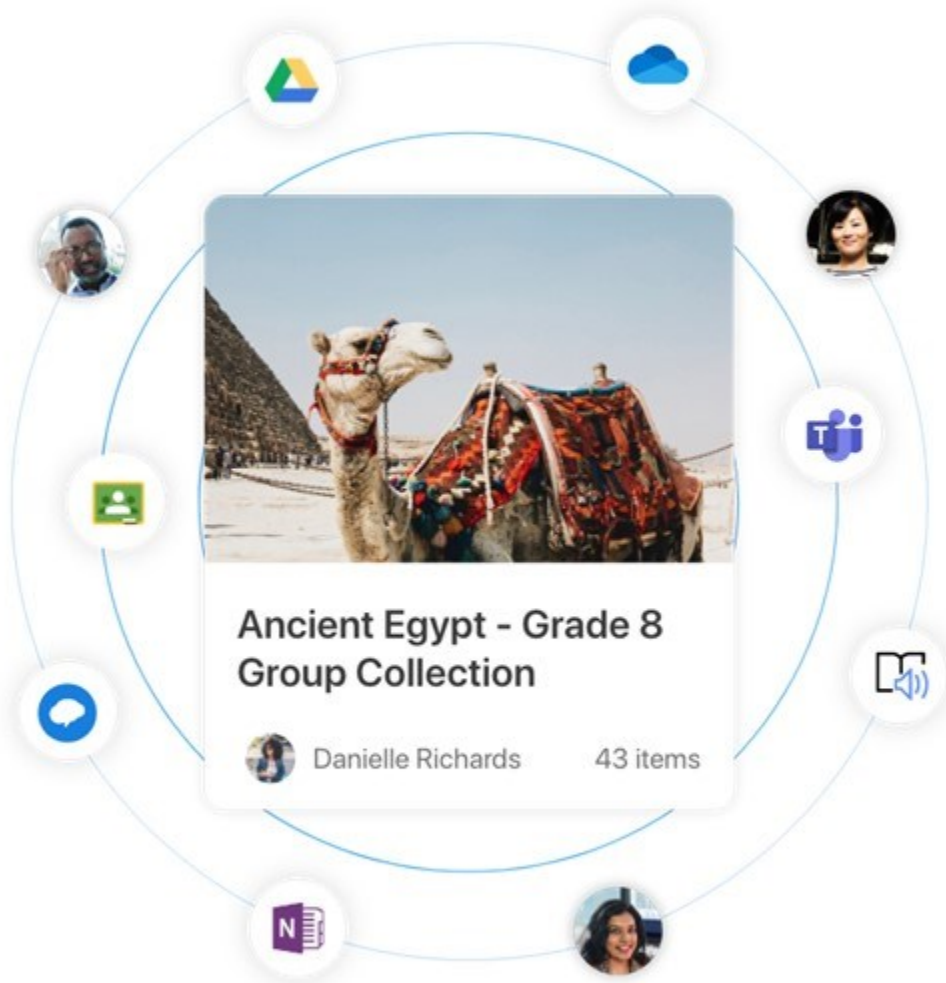 Ancient Egypt - Grade 8
Group Collection
Danielle Richards 43 items
T
N